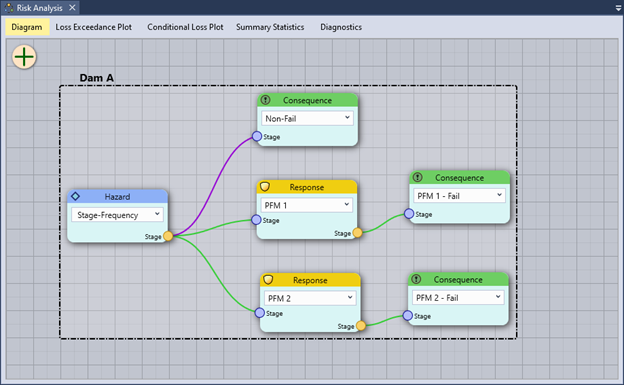 Risk Analysis
Diagram Loss Exceedance Plot Conditional Loss Plot Summary Statistics Diagnostics
Dam A
Consequence
Non-Fail
Stage
Hazard
Stage-Frequency
Stage
Response
PFM 1
Stage
Stage
Consequence
PFM 1 - Fail
Stage
Response
PFM 2
Stage
Stage
Consequence
PFM 2 - Fail
Stage